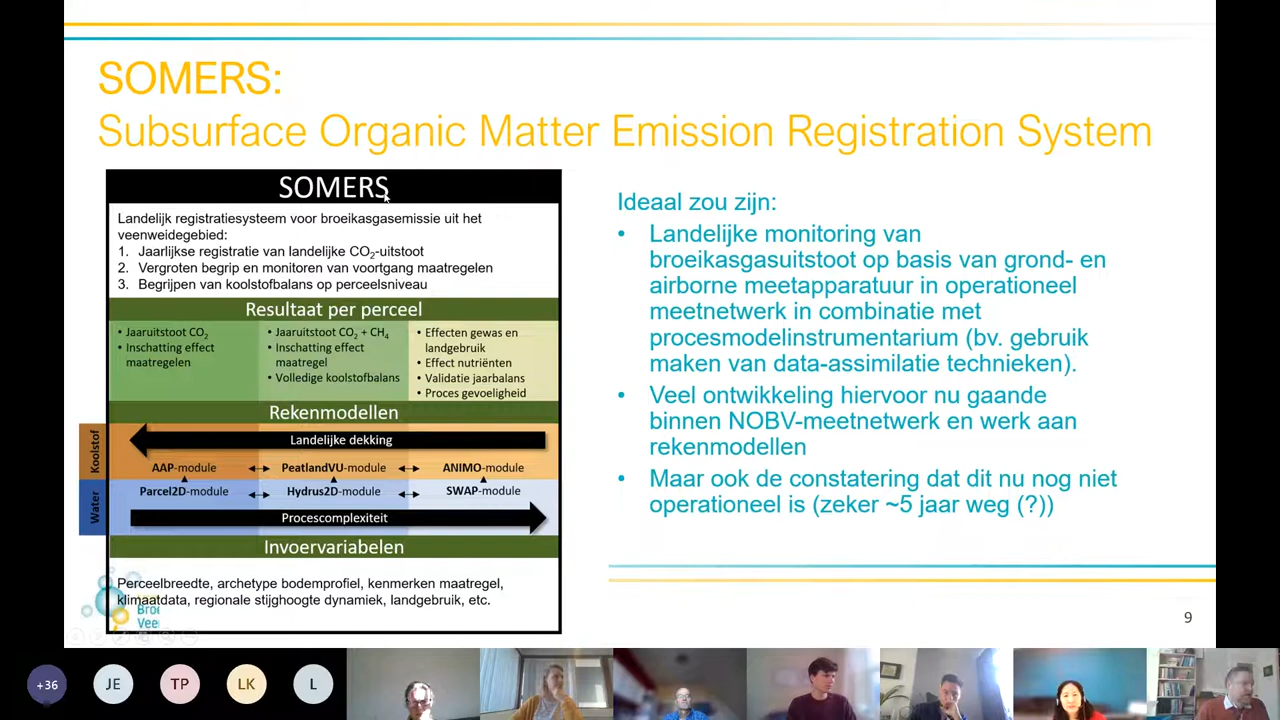 SOMERS:
Subsurface Organic Matter Emission Registration System
SOMERS
Landelijk registratiesysteem voor broeikasgasemissie uit het
veenweidegebied:
1. Jaarlijkse registratie van landelijke CO₂-uitstoot
2. Vergroten begrip en monitoren van voortgang maatregelen
3. Begrijpen van koolstofbalans op perceelsniveau
Resultaat per perceel
• Jaaruitstoot CO₂
• Inschatting effect
maatregelen
• Jaaruitstoot CO₂ + CH₄
• Inschatting effect
maatregel
• Volledige koolstofbalans
• Effecten gewas en
landgebruik
• Effect nutriënten
• Validatie jaarbalans
• Proces gevoeligheid
Rekenmodellen
Koolstof
Landelijke dekking
AAP-module
PeatlandVU-module
ANIMO-module
Water
Parcel2D-module
Hydrus2D-module
SWAP-module
Procescomplexiteit
Invoervariabelen
Perceelbreedte, archetype bodemprofiel, kenmerken maatregel,
klimaatdata, regionale stijghoogte dynamiek, landgebruik, etc.
Broe
Vee
Ideaal zou zijn:
• Landelijke monitoring van
broeikasgasuitstoot op basis van grond- en
airborne meetapparatuur in operationeel
meetnetwerk in combinatie met
procesmodelinstrumentarium (bv. gebruik
maken van data-assimilatie technieken).
• Veel ontwikkeling hiervoor nu gaande
binnen NOBV-meetnetwerk en werk aan
rekenmodellen
• Maar ook de constatering dat dit nu nog niet
operationeel is (zeker ~5 jaar weg (?))
9
+36
JE
TP
LK
L